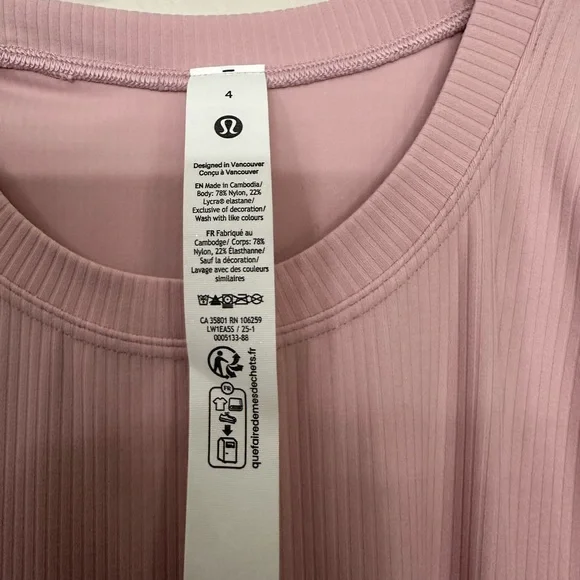 4
Designed in Vancouver
Conçu à Vancouver
EN Made in Cambodia/
Body: 78% Nylon, 22%
Lycra® elastane/
Exclusive of decoration/
Wash with like colours
FR Fabriqué au
Cambodge/ Corps: 78%
Nylon, 22% Élasthanne/
Sauf la décoration/
Lavage avec des couleurs
similaires
CA 35801 RN 106259
LW1EA5S / 25-1
0005133-88
FR
quefairedemesdechets.fr